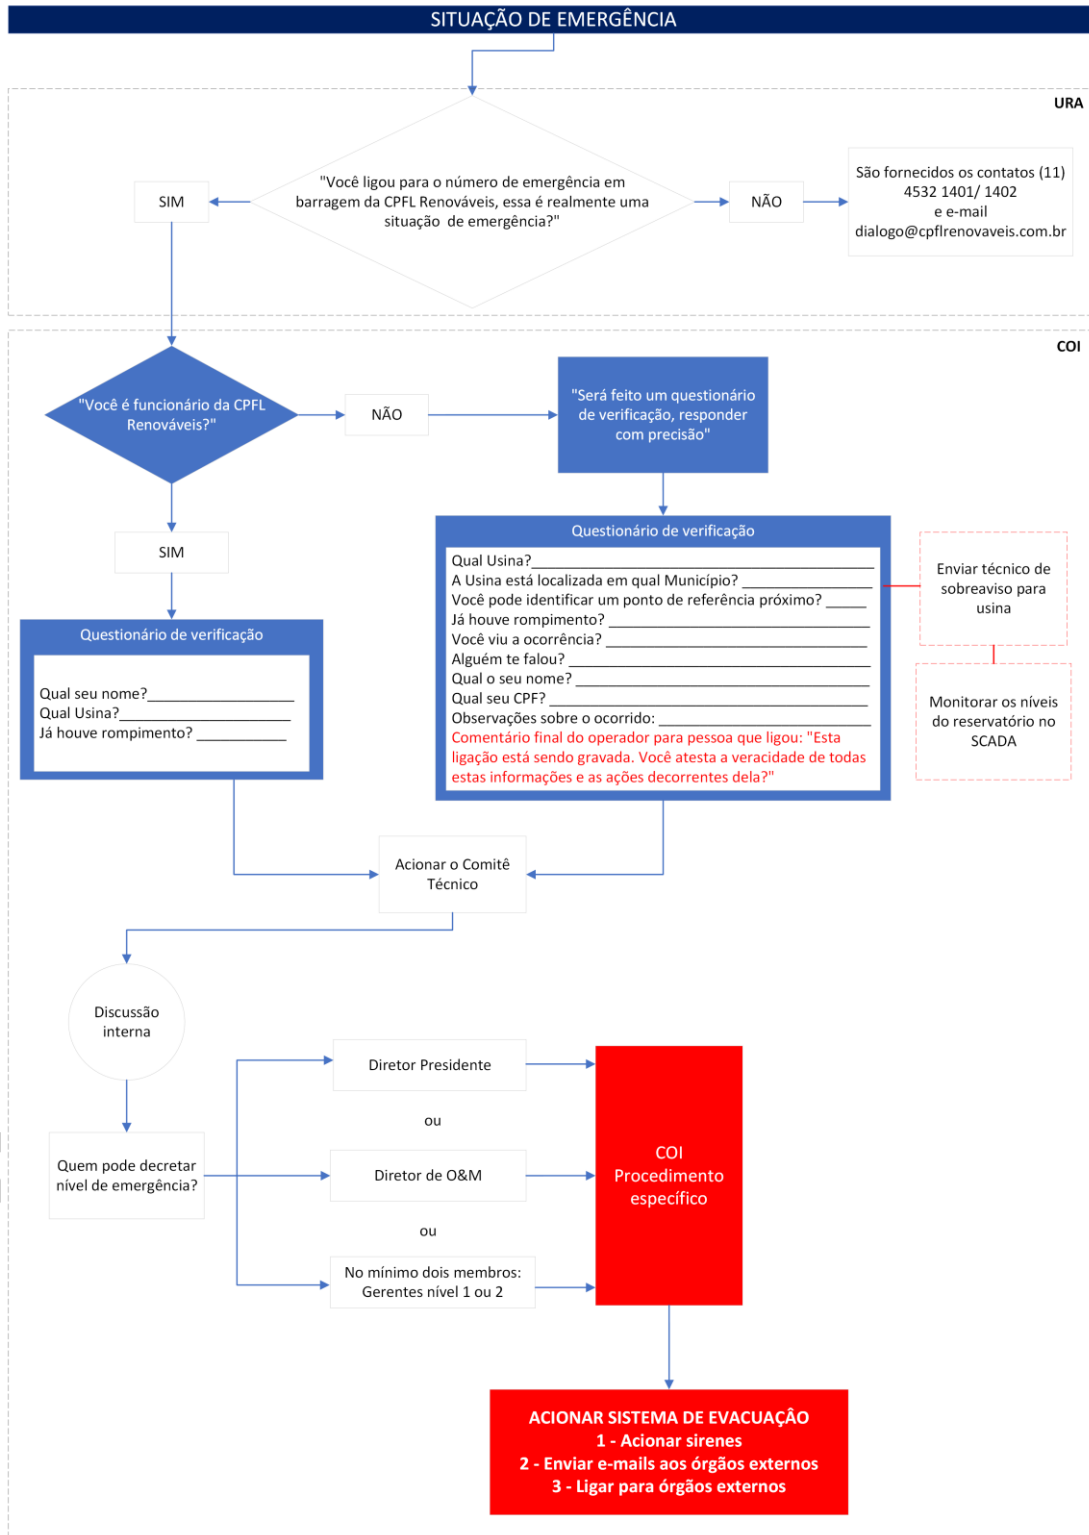 SITUAÇÃO DE EMERGÊNCIA
URA
"Você ligou para o número de emergência em
barragem da CPFL Renováveis, essa é realmente uma
situação  de emergência?"
SIM
NÃO
São fornecidos os contatos (11)
4532 1401/ 1402
e e-mail
dialogo@cpflrenovaveis.com.br
COI
"Você é funcionário da CPFL
Renováveis?"
NÃO
"Será feito um questionário
de verificação, responder
com precisão"
SIM
Questionário de verificação
Qual seu nome?
Qual Usina?
Já houve rompimento?
Questionário de verificação
Qual Usina?
A Usina está localizada em qual Município?
Você pode identificar um ponto de referência próximo?
Já houve rompimento?
Você viu a ocorrência?
Alguém te falou?
Qual o seu nome?
Qual seu CPF?
Observações sobre o ocorrido:
Comentário final do operador para pessoa que ligou: "Esta
ligação está sendo gravada. Você atesta a veracidade de todas
estas informações e as ações decorrentes dela?"
Enviar técnico de
sobreaviso para
usina
Monitorar os níveis
do reservatório no
SCADA
Acionar o Comitê
Técnico
Discussão
interna
Quem pode decretar
nível de emergência?
Diretor Presidente
ou
Diretor de O&M
ou
No mínimo dois membros:
Gerentes nível 1 ou 2
COI
Procedimento
específico
ACIONAR SISTEMA DE EVACUAÇÂO
1 - Acionar sirenes
2 - Enviar e-mails aos órgãos externos
3 - Ligar para órgãos externos